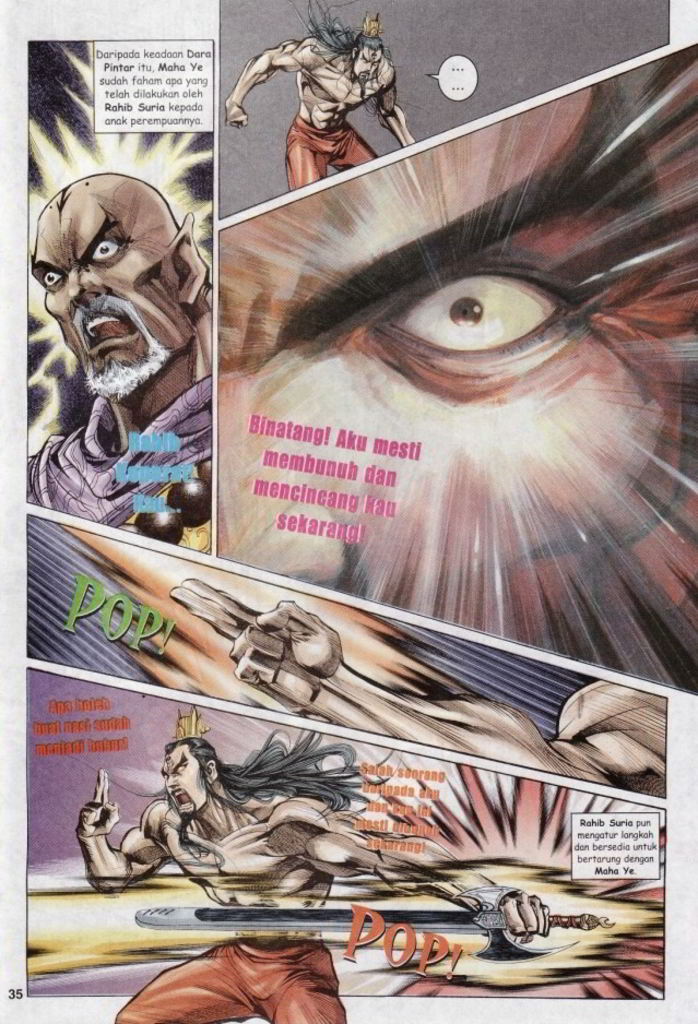 Daripada keadaan Dara
Pintar itu, Maha Ye
sudah faham apa yang
telah dilakukan oleh
Rahib Suria kepada
anak perempuannya.
...
...
Rahib
Kau...
Binatang! Aku mesti
membunuh dan
mencincang kau
sekarang!
POP!
Apa boleh
buat nasi sudah
menjadi bubur!
Salah seorang
daripada aku
dan kau ini
mesti dibunuh
sekarang!
Rahib Suria pun
mengatur langkah
dan bersedia untuk
bertarung dengan
Maha Ye.
POP!
35